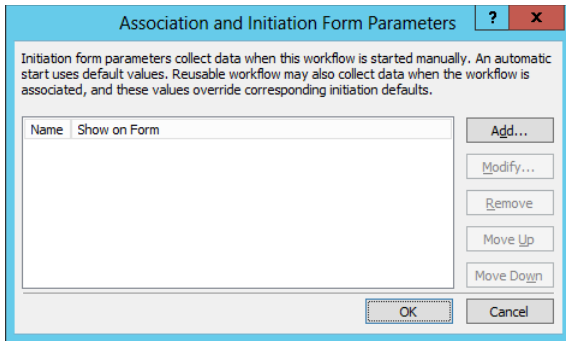 Association and Initiation Form Parameters ? x
Initiation form parameters collect data when this workflow is started manually. An automatic
start uses default values. Reusable workflow may also collect data when the workflow is
associated, and these values override corresponding initiation defaults.
Name Show on Form
Add...
Modify...
Remove
Move Up
Move Down
OK Cancel